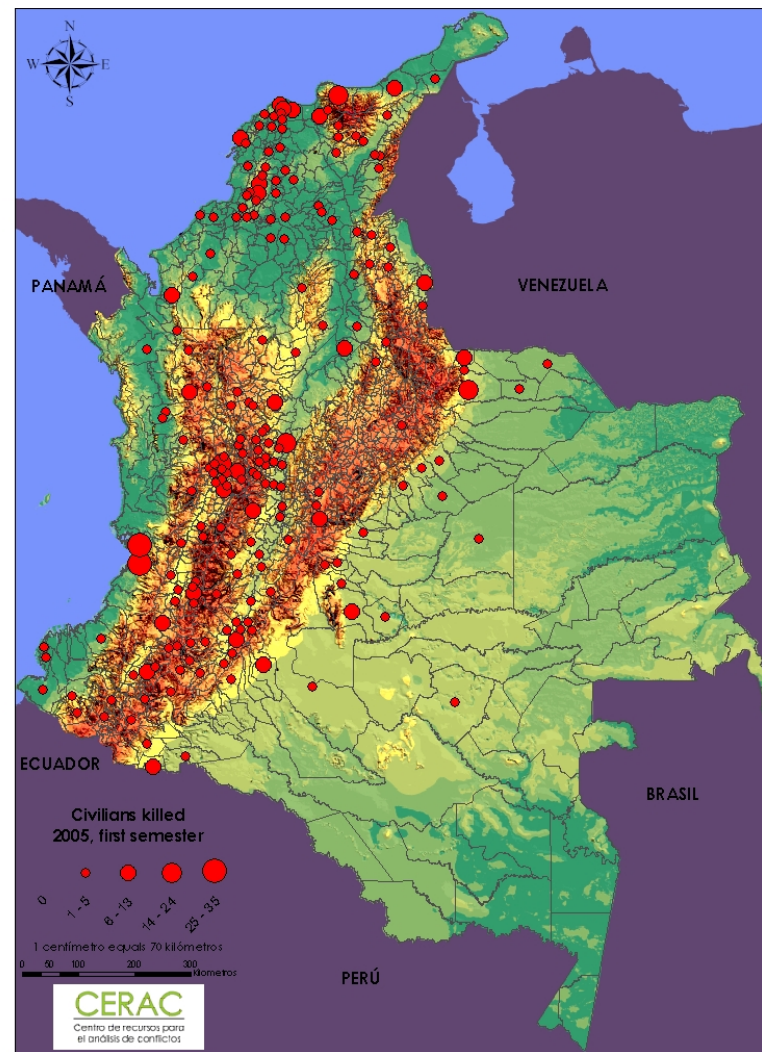 N
W E
S
PANAMÁ
VENEZUELA
ECUADOR
BRASIL
PERÚ
Civilians killed
2005, first semester
0
1 - 5
6 - 13
14 - 24
25 - 35
1 centímetro equals 70 kilómetros
0 50 100 200 300
Kilometros
CERAC
Centro de recursos para
el análisis de conflictos